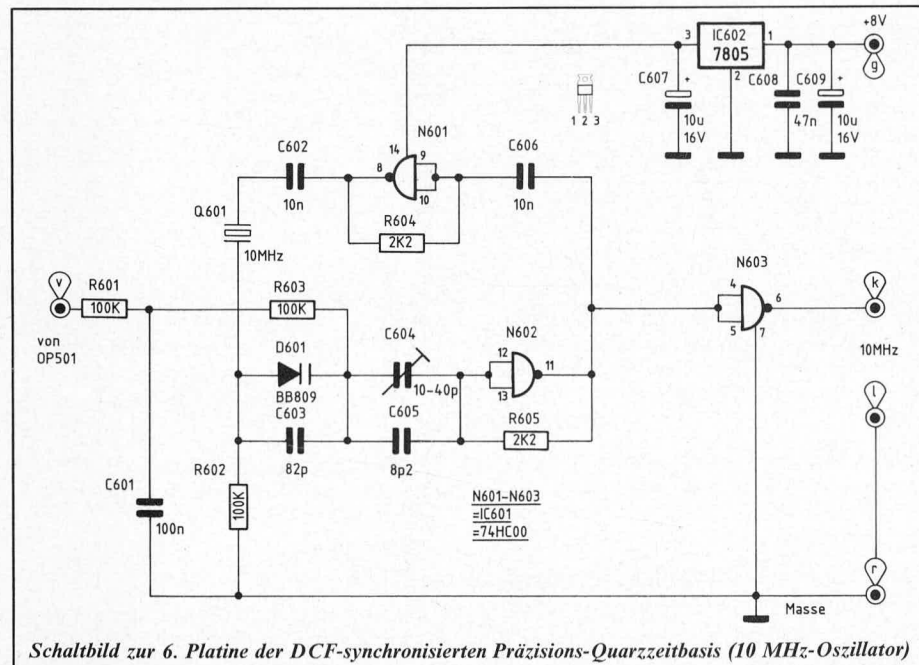 +8V
g
3
IC602
7805
1
2
C607
+
10u
16V
C608
47n
C609
+
10u
16V
1 2 3
N601
14
8
9
10
C602
10n
C606
10n
R604
2K2
Q601
10MHz
v
von
OP501
R601
100K
R603
100K
D601
BB809
C603
82p
C604
10-40p
C605
8p2
N602
12
13
11
R605
2K2
N603
4
5
6
7
k
10MHz
l
R602
100K
C601
100n
N601-N603
=IC601
=74HC00
r
Masse
Schaltbild zur 6. Platine der DCF-synchronisierten Präzisions-Quarzzeitbasis (10 MHz-Oszillator)